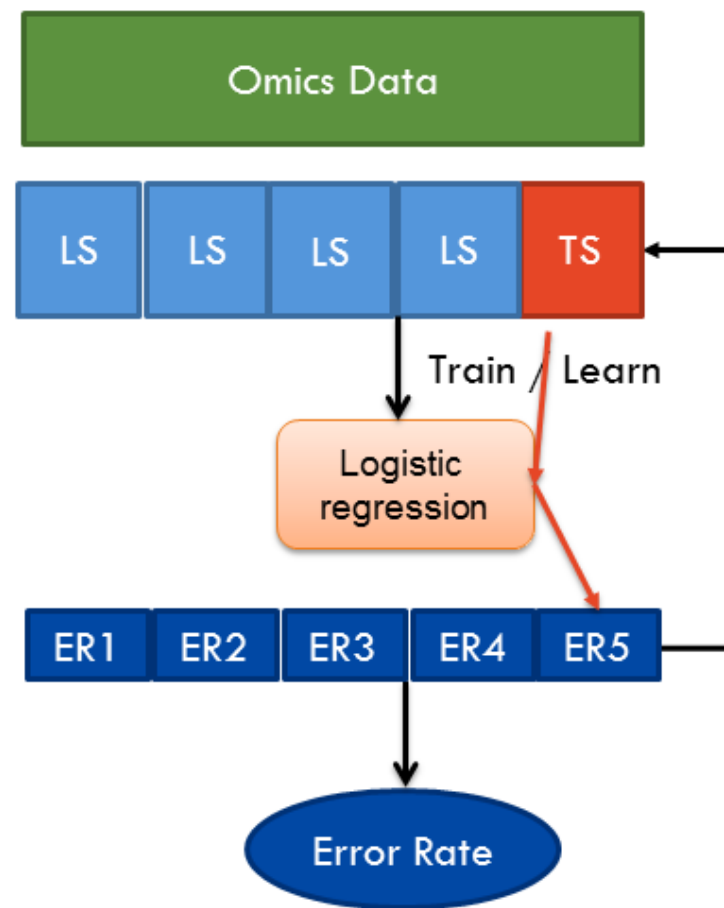 Omics Data
LS LS LS LS TS
Train / Learn
Logistic
regression
ER1 ER2 ER3 ER4 ER5
Error Rate